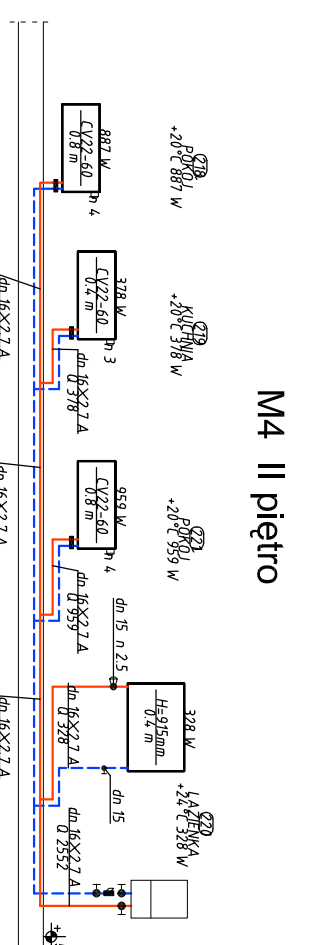 M4 II piętro
218
POKÓJ
+20°C 887 W
887 W
CV22-60
0.8 m
n 4
219
KUCHNIA
+20°C 378 W
378 W
CV22-60
0.4 m
n 3
dn 16X2.7 A
Q 378
221
POKÓJ
+20°C 959 W
959 W
CV22-60
0.8 m
n 4
dn 16X2.7 A
Q 959
220
ŁAZIENKA
+24°C 328 W
328 W
H=915mm
0.4 m
dn 15 n 2.5
dn 15
dn 16X2.7 A
Q 328
dn 16X2.7 A
Q 2552
dn 16X2.7 A
dn 16X2.7 A
dn 16X2.7 A